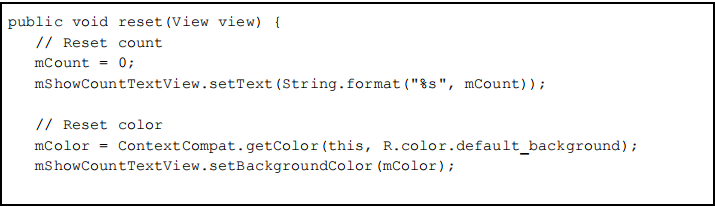 public void reset(View view) {
// Reset count
mCount = 0;
mShowCountTextView.setText(String.format("%s", mCount));
// Reset color
mColor = ContextCompat.getColor(this, R.color.default_background);
mShowCountTextView.setBackgroundColor(mColor);